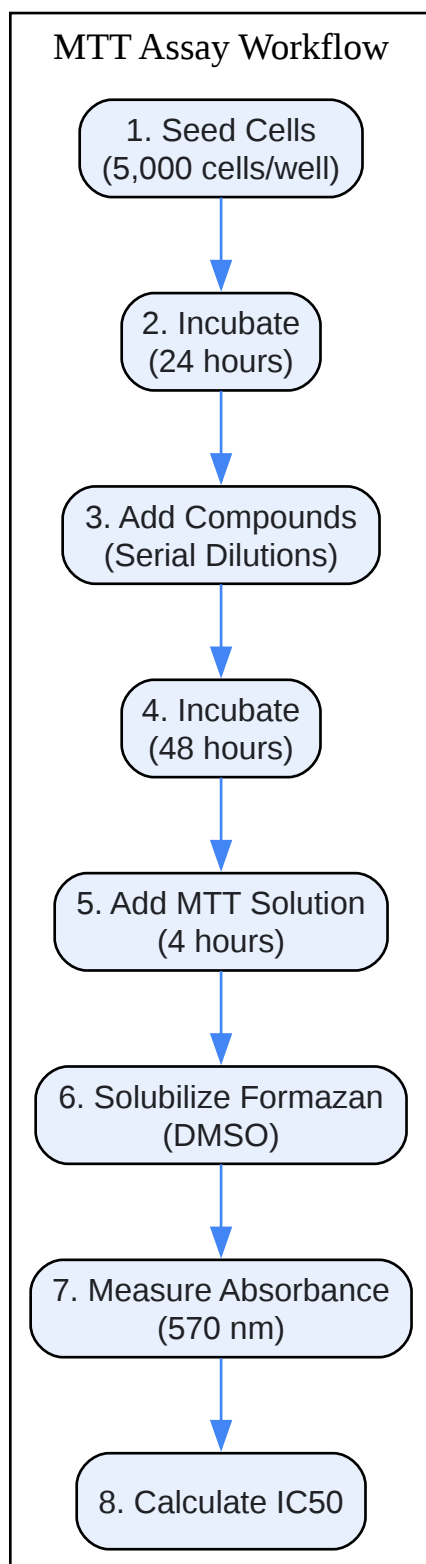 MTT Assay Workflow
1. Seed Cells
(5,000 cells/well)
2. Incubate
(24 hours)
3. Add Compounds
(Serial Dilutions)
4. Incubate
(48 hours)
5. Add MTT Solution
(4 hours)
6. Solubilize Formazan
(DMSO)
7. Measure Absorbance
(570 nm)
8. Calculate IC50